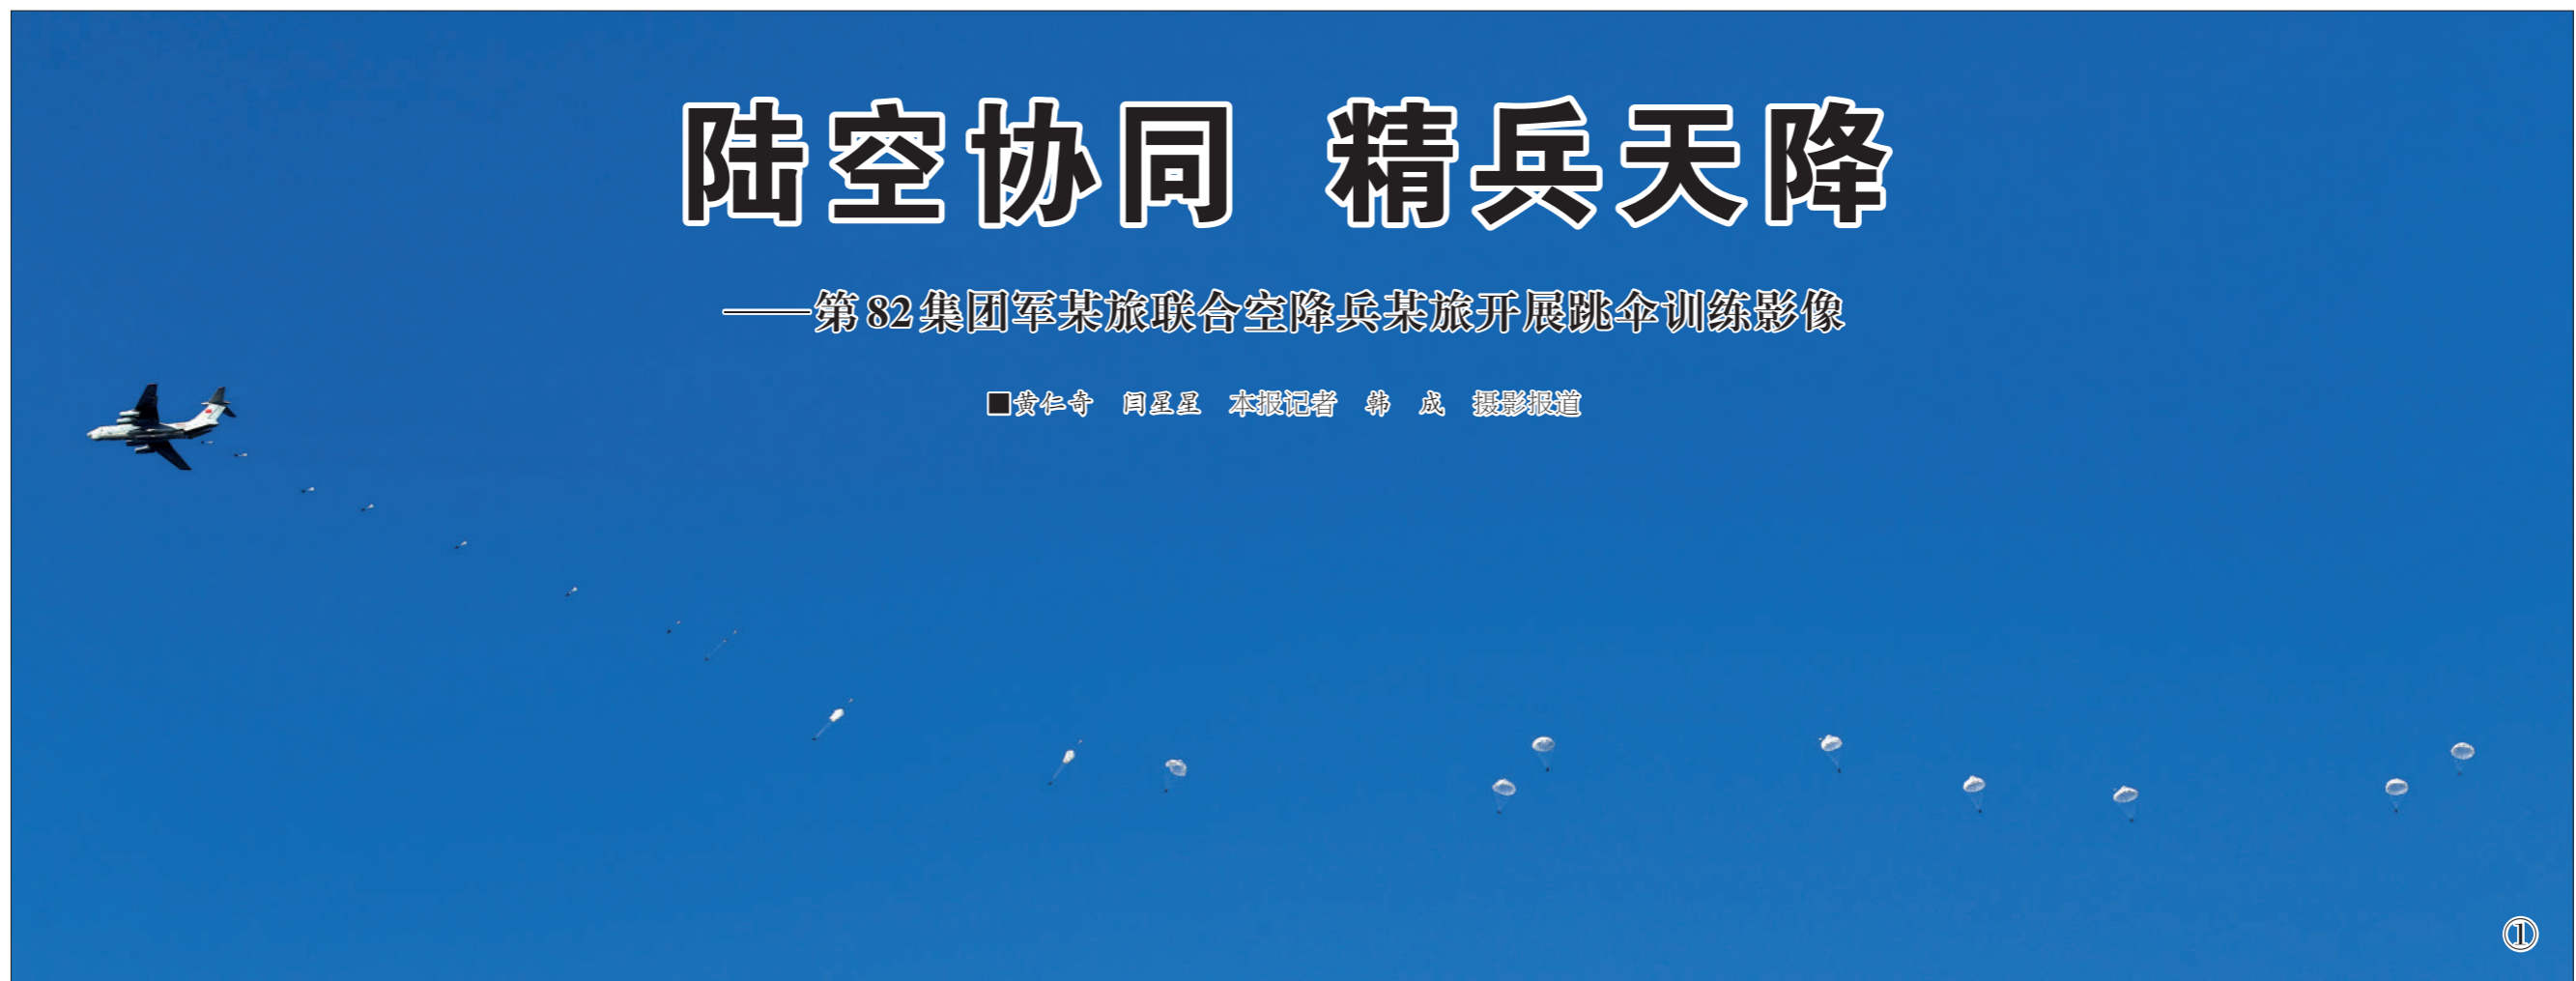 陆空协同 精兵天降
——第82集团军某旅联合空降兵某旅开展跳伞训练影像
■黄仁奇 闫星星 本报记者 韩 成 摄影报道
①